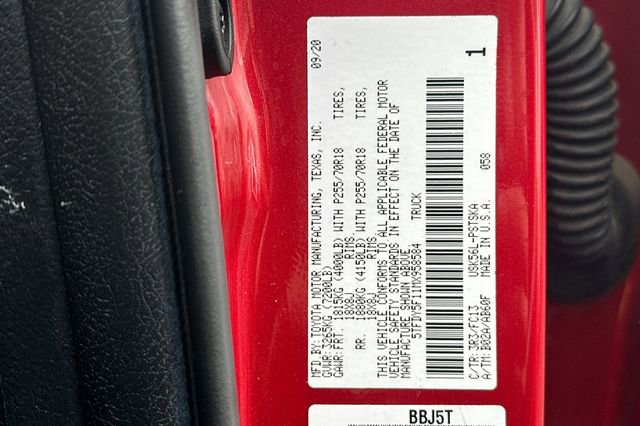 MFD.BY:TOYOTA MOTOR MANUFACTURING, TEXAS, INC. 09/20
GVWR:3265KG (7200LB)
GAWR:FRT. 1815KG (4000LB) WITH P255/70R18 TIRES,
18X8J RIMS,
RR. 1880KG (4150LB) WITH P255/70R18 TIRES,
18X8J RIMS
THIS VEHICLE CONFORMS TO ALL APPLICABLE FEDERAL MOTOR
VEHICLE SAFETY STANDARDS IN EFFECT ON THE DATE OF
MANUFACTURE SHOWN ABOVE.
5TFDY5F11MX958584 TRUCK
1
C/TR:3R3/FC13 USK56L-PSTSKA
A/TM:B02A/AB60F MADE IN U.S.A. 058
BBJ5T